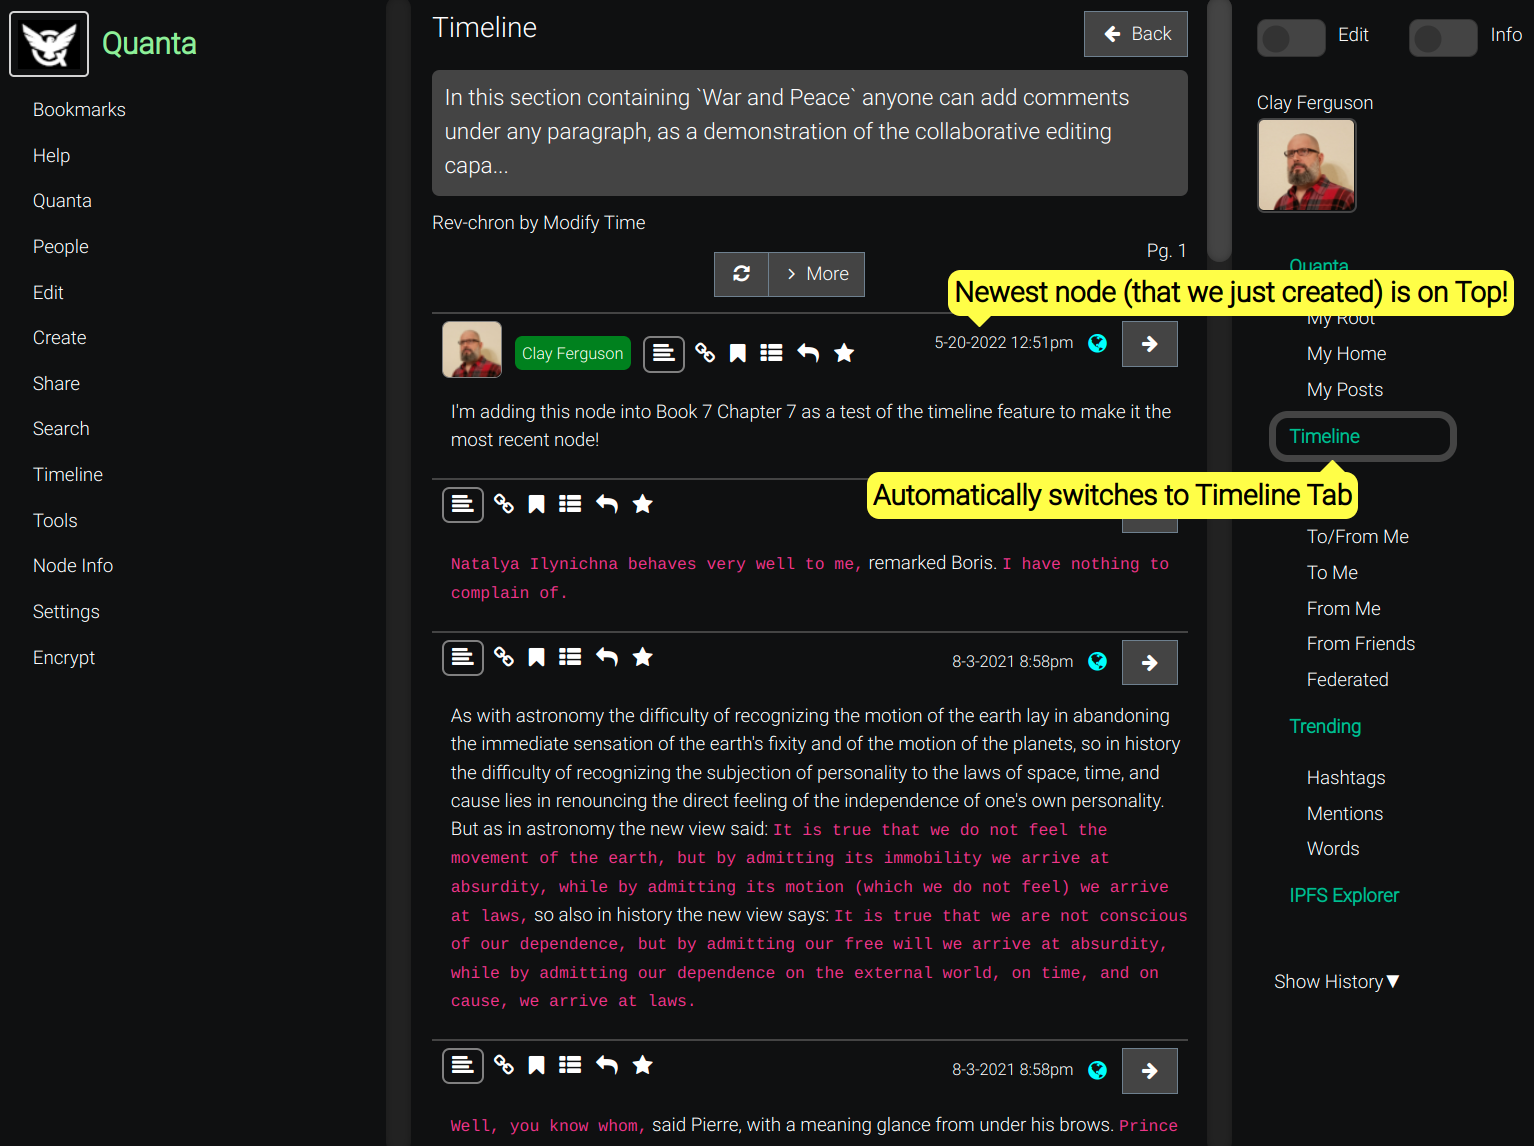 Quanta
Bookmarks
Help
Quanta
People
Edit
Create
Share
Search
Timeline
Tools
Node Info
Settings
Encrypt
Timeline
Back
In this section containing `War and Peace` anyone can add comments
under any paragraph, as a demonstration of the collaborative editing
capa...
Rev-chron by Modify Time
Pg. 1
More
Newest node (that we just created) is on Top!
Clay Ferguson
5-20-2022 12:51pm
I'm adding this node into Book 7 Chapter 7 as a test of the timeline feature to make it the
most recent node!
Automatically switches to Timeline Tab
Natalya Ilynichna behaves very well to me, remarked Boris. I have nothing to
complain of.
8-3-2021 8:58pm
As with astronomy the difficulty of recognizing the motion of the earth lay in abandoning
the immediate sensation of the earth's fixity and of the motion of the planets, so in history
the difficulty of recognizing the subjection of personality to the laws of space, time, and
cause lies in renouncing the direct feeling of the independence of one's own personality.
But as in astronomy the new view said: It is true that we do not feel the
movement of the earth, but by admitting its immobility we arrive at
absurdity, while by admitting its motion (which we do not feel) we arrive
at laws, so also in history the new view says: It is true that we are not conscious
of our dependence, but by admitting our free will we arrive at absurdity,
while by admitting our dependence on the external world, on time, and on
cause, we arrive at laws.
8-3-2021 8:58pm
Well, you know whom, said Pierre, with a meaning glance from under his brows. Prince
Edit
Info
Clay Ferguson
Quanta
My Root
My Home
My Posts
Timeline
To/From Me
To Me
From Me
From Friends
Federated
Trending
Hashtags
Mentions
Words
IPFS Explorer
Show History▼